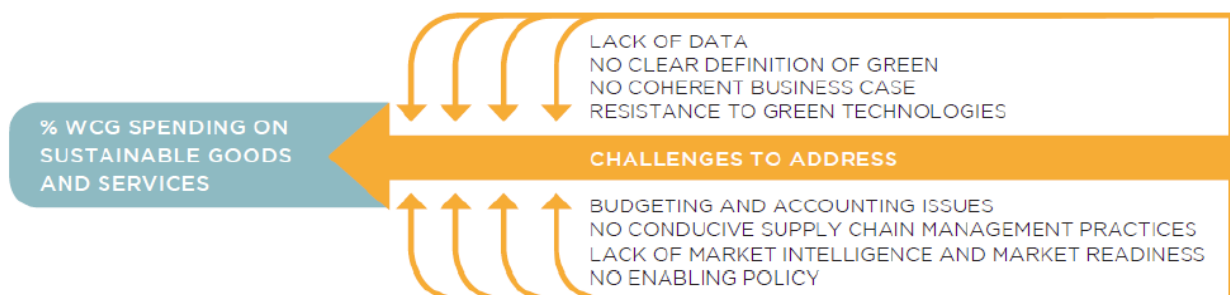 % WCG SPENDING ON
SUSTAINABLE GOODS
AND SERVICES
LACK OF DATA
NO CLEAR DEFINITION OF GREEN
NO COHERENT BUSINESS CASE
RESISTANCE TO GREEN TECHNOLOGIES
CHALLENGES TO ADDRESS
BUDGETING AND ACCOUNTING ISSUES
NO CONDUCIVE SUPPLY CHAIN MANAGEMENT PRACTICES
LACK OF MARKET INTELLIGENCE AND MARKET READINESS
NO ENABLING POLICY